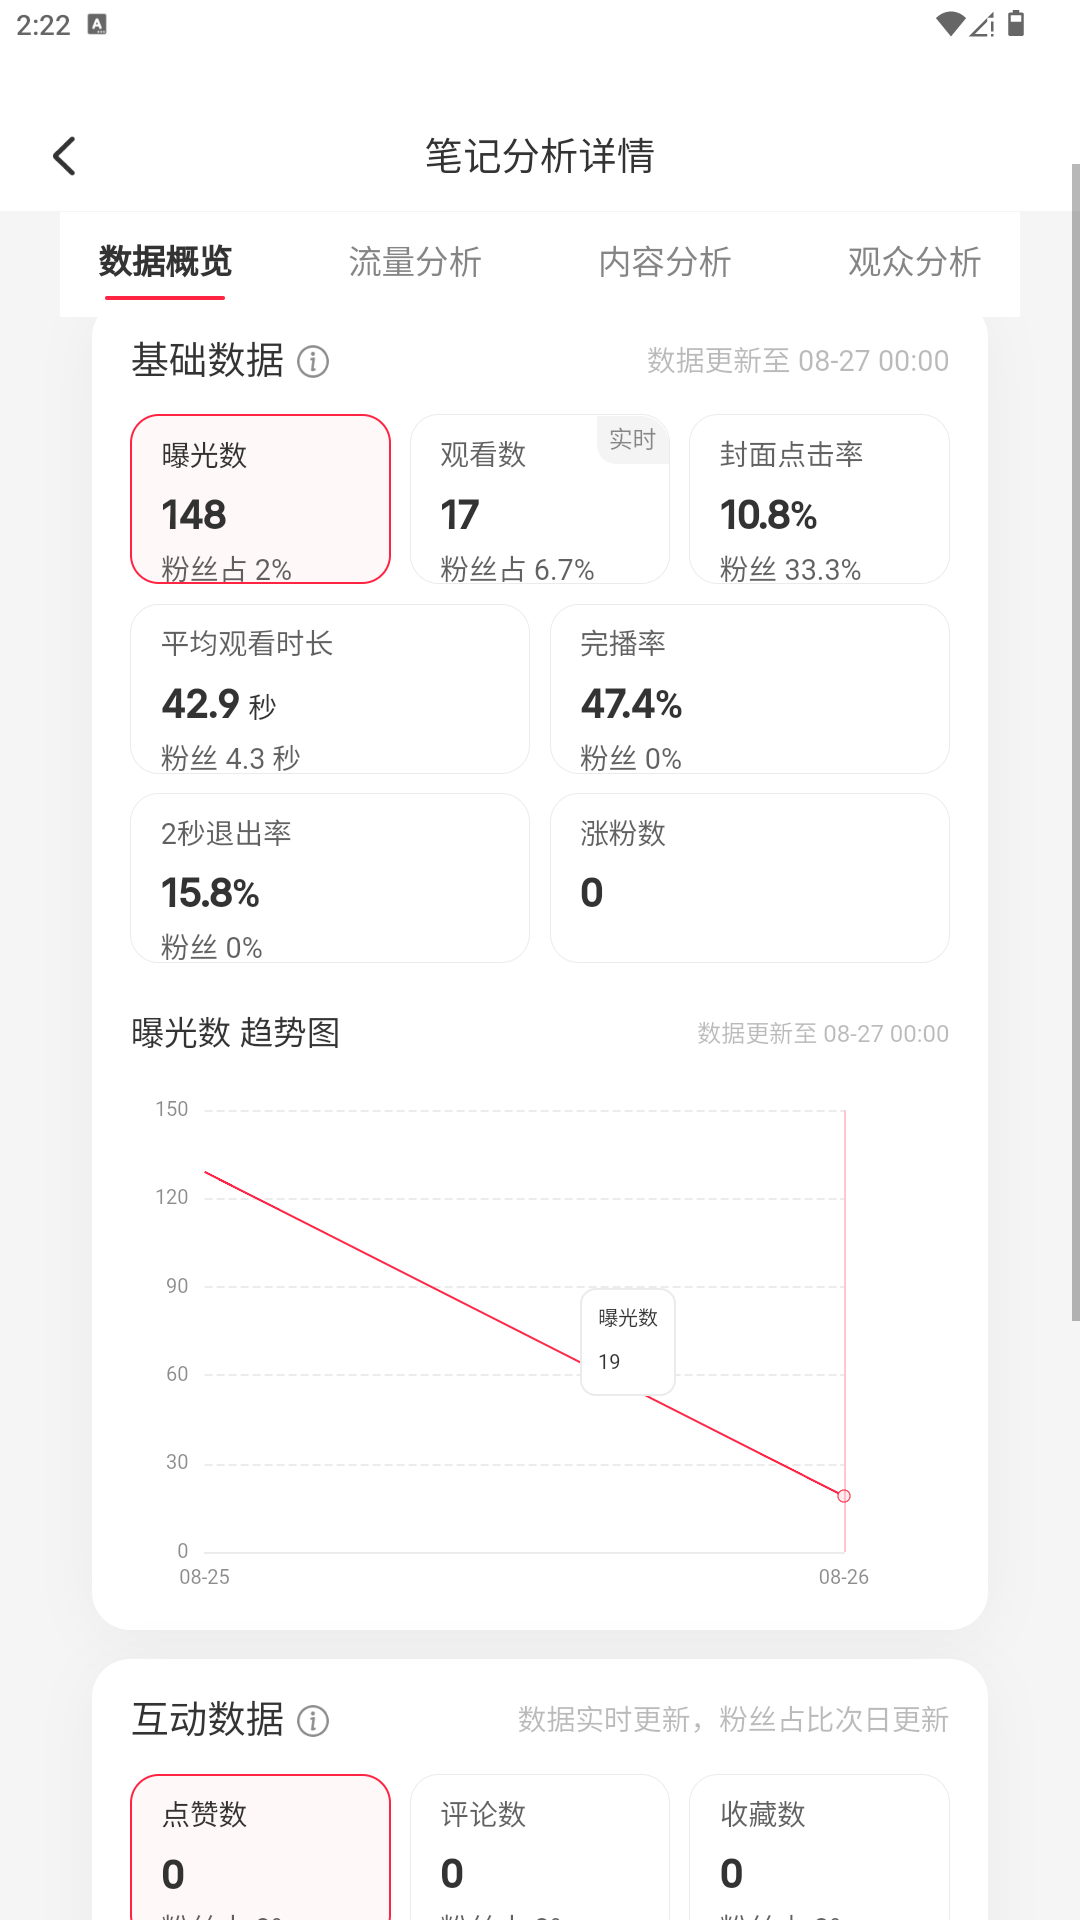 2:22
笔记分析详情
数据概览 流量分析 内容分析 观众分析
基础数据 数据更新至 08-27 00:00
曝光数 观看数 实时 封面点击率
148 17 10.8%
粉丝占 2% 粉丝占 6.7% 粉丝 33.3%
平均观看时长 完播率
42.9 秒 47.4%
粉丝 4.3 秒 粉丝 0%
2秒退出率 涨粉数
15.8% 0
粉丝 0%
曝光数 趋势图 数据更新至 08-27 00:00
150
120
90
曝光数
19
60
30
0
08-25 08-26
互动数据 数据实时更新，粉丝占比次日更新
点赞数 评论数 收藏数
0 0 0